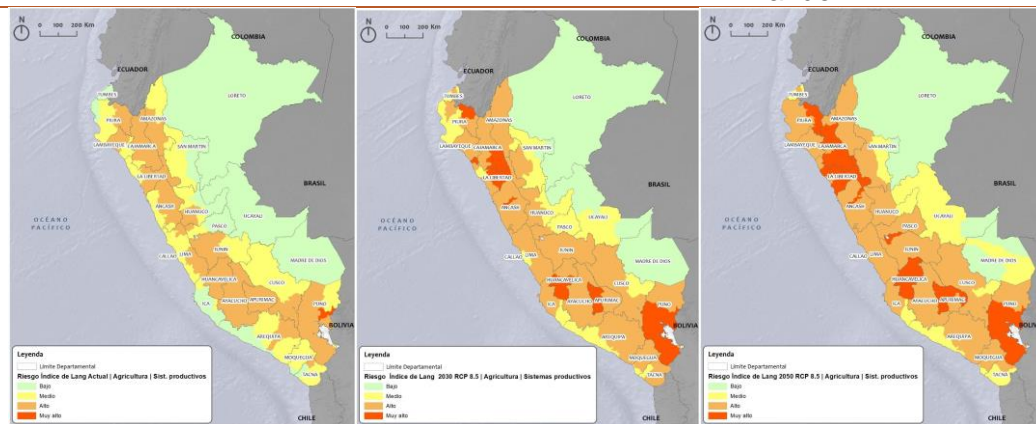 N
0 100 200 Km
COLOMBIA
ECUADOR
TUMBES
LORETO
PIURA
AMAZONAS
LAMBAYEQUE
CAJAMARCA
SAN MARTIN
LA LIBERTAD
BRASIL
ANCASH
HUANUCO
UCAYALI
OCÉANO
PACÍFICO
PASCO
JUNIN
CALLAO
LIMA
MADRE DE DIOS
HUANCAVELICA
CUSCO
ICA
AYACUCHO
APURIMAC
PUNO
BOLIVIA
AREQUIPA
MOQUEGUA
TACNA
CHILE
Leyenda
Límite Departamental
Riesgo Índice de Lang Actual | Agricultura | Sist. productivos
Bajo
Medio
Alto
Muy alto
N
0 100 200 Km
COLOMBIA
ECUADOR
TUMBES
LORETO
PIURA
AMAZONAS
LAMBAYEQUE
CAJAMARCA
SAN MARTIN
LA LIBERTAD
BRASIL
ANCASH
HUANUCO
UCAYALI
OCÉANO
PACÍFICO
PASCO
JUNIN
CALLAO
LIMA
MADRE DE DIOS
HUANCAVELICA
CUSCO
ICA
AYACUCHO
APURIMAC
PUNO
BOLIVIA
AREQUIPA
MOQUEGUA
TACNA
CHILE
Leyenda
Límite Departamental
Riesgo Índice de Lang 2030 RCP 8.5 | Agricultura | Sistemas productivos
Bajo
Medio
Alto
Muy alto
N
0 100 200 Km
COLOMBIA
ECUADOR
TUMBES
LORETO
PIURA
AMAZONAS
LAMBAYEQUE
CAJAMARCA
SAN MARTIN
LA LIBERTAD
BRASIL
ANCASH
HUANUCO
UCAYALI
OCÉANO
PACÍFICO
PASCO
JUNIN
CALLAO
LIMA
MADRE DE DIOS
HUANCAVELICA
CUSCO
ICA
AYACUCHO
APURIMAC
PUNO
BOLIVIA
AREQUIPA
MOQUEGUA
TACNA
CHILE
Leyenda
Límite Departamental
Riesgo Índice de Lang 2050 RCP 8.5 | Agricultura | Sist. productivos
Bajo
Medio
Alto
Muy alto